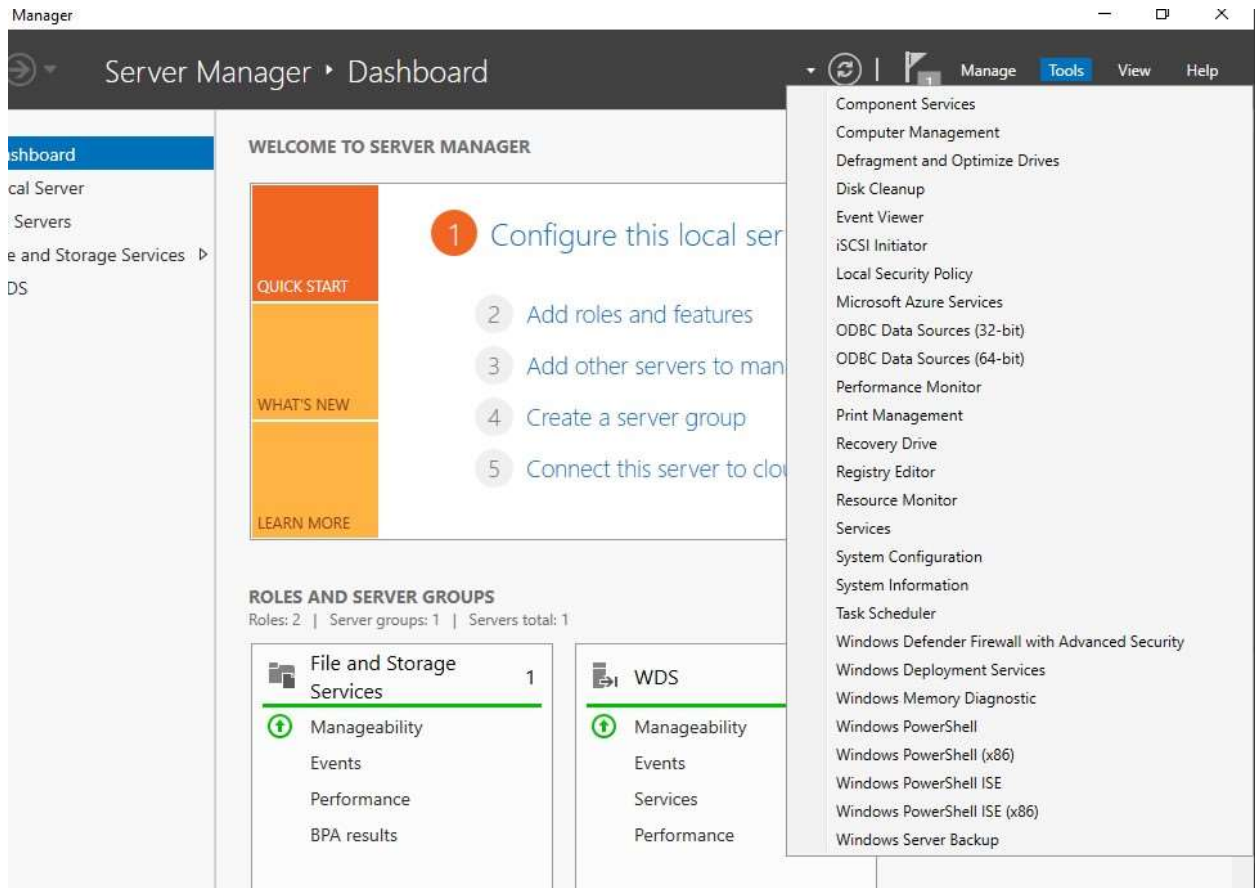 Manager
Server Manager ‣ Dashboard
1
Manage
Tools
View
Help
shboard
cal Server
Servers
e and Storage Services
DS
WELCOME TO SERVER MANAGER
QUICK START
WHAT'S NEW
LEARN MORE
1 Configure this local ser
2 Add roles and features
3 Add other servers to man
4 Create a server group
5 Connect this server to clou
ROLES AND SERVER GROUPS
Roles: 2 | Server groups: 1 | Servers total: 1
File and Storage
Services
1
Manageability
Events
Performance
BPA results
WDS
Manageability
Events
Services
Performance
Component Services
Computer Management
Defragment and Optimize Drives
Disk Cleanup
Event Viewer
iSCSI Initiator
Local Security Policy
Microsoft Azure Services
ODBC Data Sources (32-bit)
ODBC Data Sources (64-bit)
Performance Monitor
Print Management
Recovery Drive
Registry Editor
Resource Monitor
Services
System Configuration
System Information
Task Scheduler
Windows Defender Firewall with Advanced Security
Windows Deployment Services
Windows Memory Diagnostic
Windows PowerShell
Windows PowerShell (x86)
Windows PowerShell ISE
Windows PowerShell ISE (x86)
Windows Server Backup